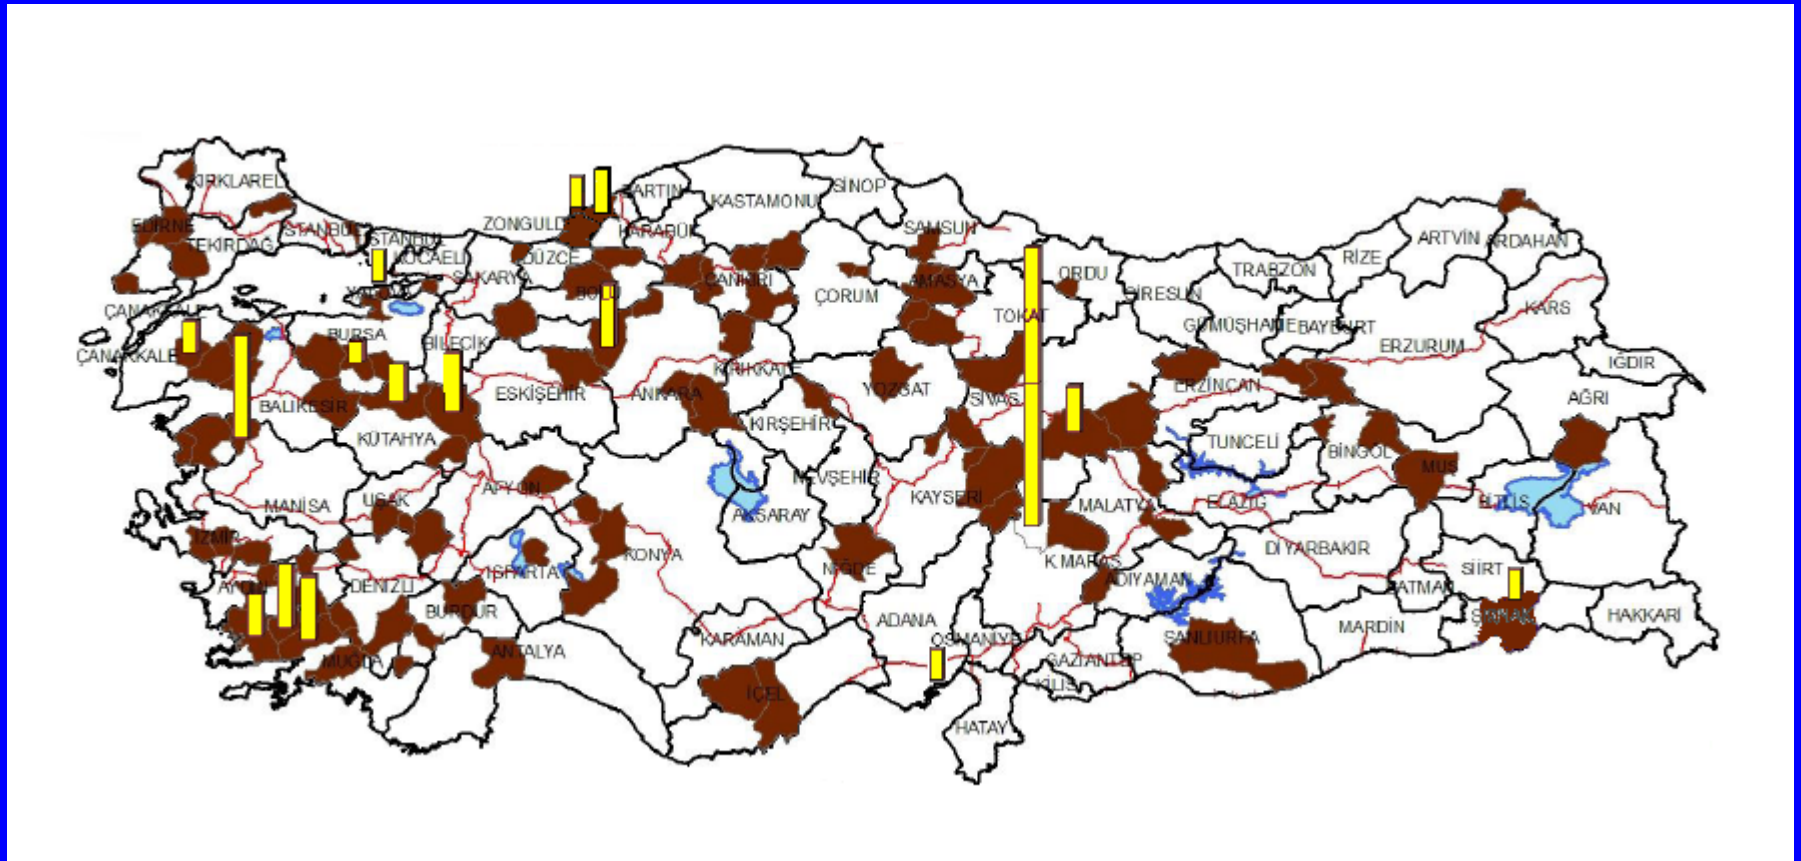 KIRKLAREL
EDİRNE
TEKİRDAĞ
İSTANBUL
İSTANBUL
KOCAELİ
SAKARYA
DÜZCE
ZONGULD
BARTIN
KARABÜK
KASTAMONU
SİNOP
SAMSUN
ÇANAKKALE
ÇANAKKALE
BURSA
BİLECİK
BOLU
ÇANKIRI
ÇORUM
AMASYA
TOKAT
ORDU
GİRESUN
TRABZON
RİZE
ARTVİN
ARDAHAN
GÜMÜŞHANE
BAYBURT
ERZURUM
KARS
IĞDIR
AĞRI
BALIKESİR
KÜTAHYA
ESKİŞEHİR
ANKARA
KIRIKKALE
KIRŞEHİR
YOZGAT
SİVAS
ERZİNCAN
TUNCELİ
BİNGÖL
MUŞ
BİTLİS
VAN
MANİSA
UŞAK
AFYON
AKSARAY
NEVŞEHİR
KAYSERİ
MALATYA
ELAZIĞ
DİYARBAKIR
İZMİR
AYDIN
DENİZLİ
ISPARTA
BURDUR
KONYA
NİĞDE
K.MARAŞ
ADIYAMAN
BATMAN
SİİRT
ŞIRNAK
HAKKARİ
MUĞLA
ANTALYA
KARAMAN
İÇEL
ADANA
OSMANİYE
GAZİANTEP
KİLİS
ŞANLIURFA
MARDİN
HATAY